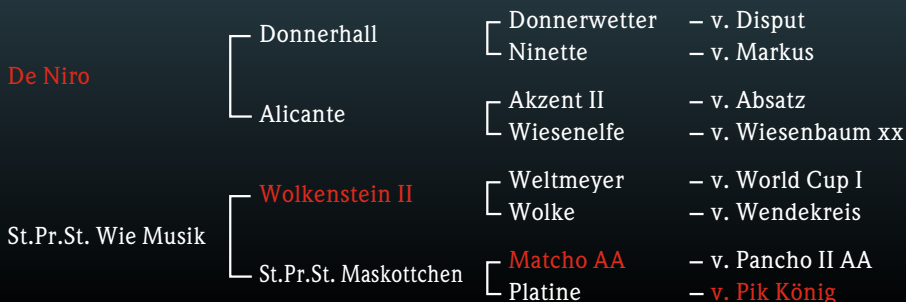 Donnerwetter – v. Disput
Donnerhall
Ninette – v. Markus
De Niro
Akzent II – v. Absatz
Alicante
Wiesenelfe – v. Wiesenbaum xx
Weltmeyer – v. World Cup I
Wolkenstein II
Wolke – v. Wendekreis
St.Pr.St. Wie Musik
Matcho AA – v. Pancho II AA
St.Pr.St. Maskottchen
Platine – v. Pik König